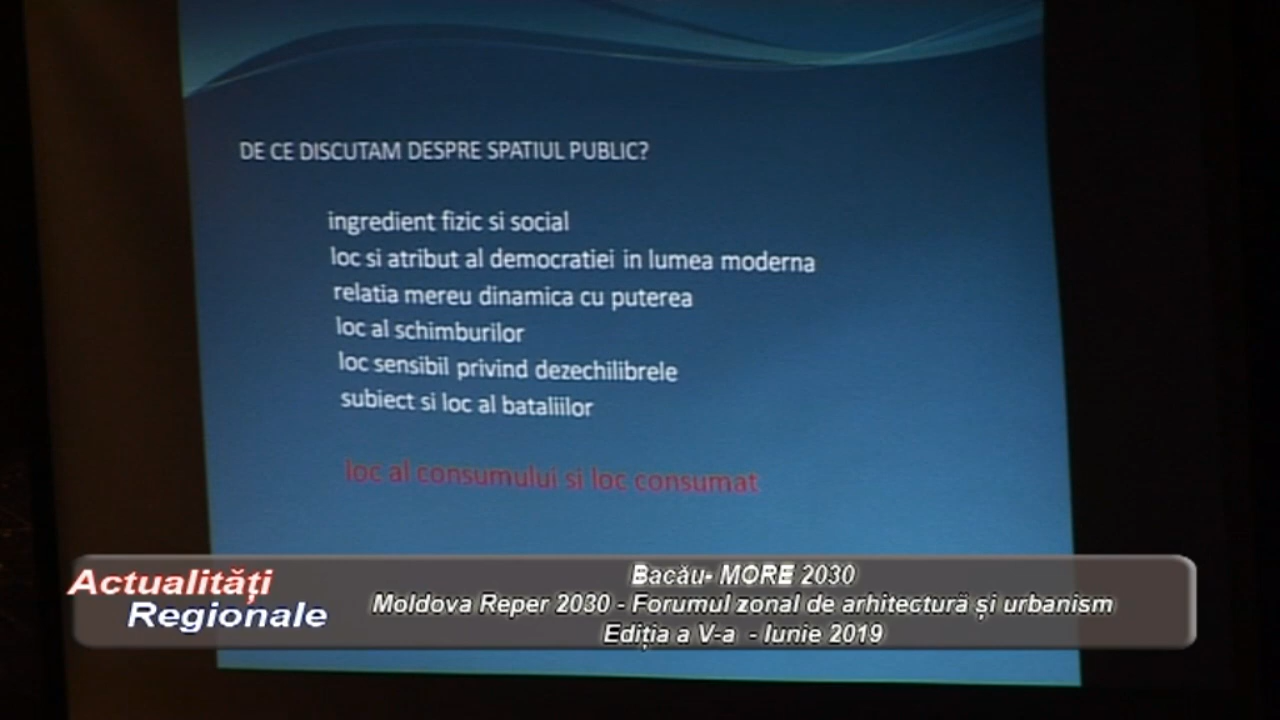 DE CE DISCUTAM DESPRE SPATIUL PUBLIC?
ingredient fizic si social
loc si atribut al democratiei in lumea moderna
relatia mereu dinamica cu puterea
loc al schimburilor
loc sensibil privind dezechilibrele
subiect si loc al bataliilor
loc al consumului si loc consumat
Actualități
Regionale
Bacău- MORE 2030
Moldova Reper 2030 - Forumul zonal de arhitectură și urbanism
Ediția a V-a - Iunie 2019